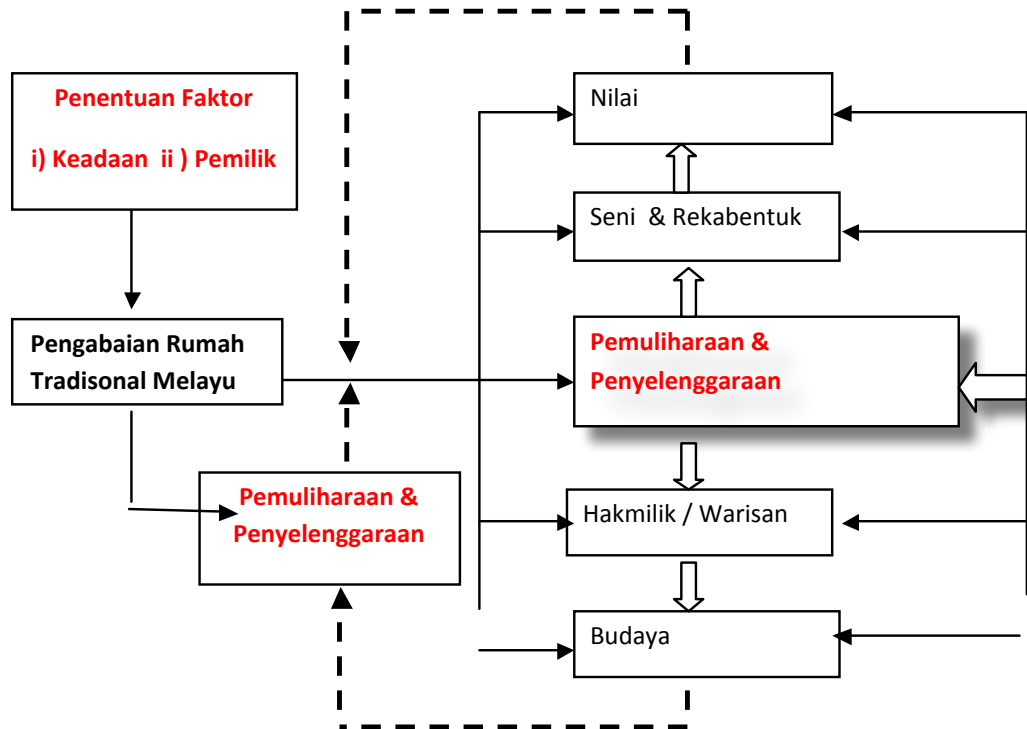 Penentuan Faktor
i) Keadaan ii ) Pemilik
Pengabaian Rumah
Tradisonal Melayu
Pemuliharaan &
Penyelenggaraan
Nilai
Seni & Rekabentuk
Pemuliharaan &
Penyelenggaraan
Hakmilik / Warisan
Budaya